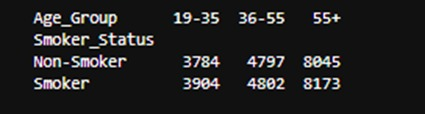 Age_Group 19-35 36-55 55+
Smoker_Status
Non-Smoker 3784 4797 8045
Smoker 3904 4802 8173